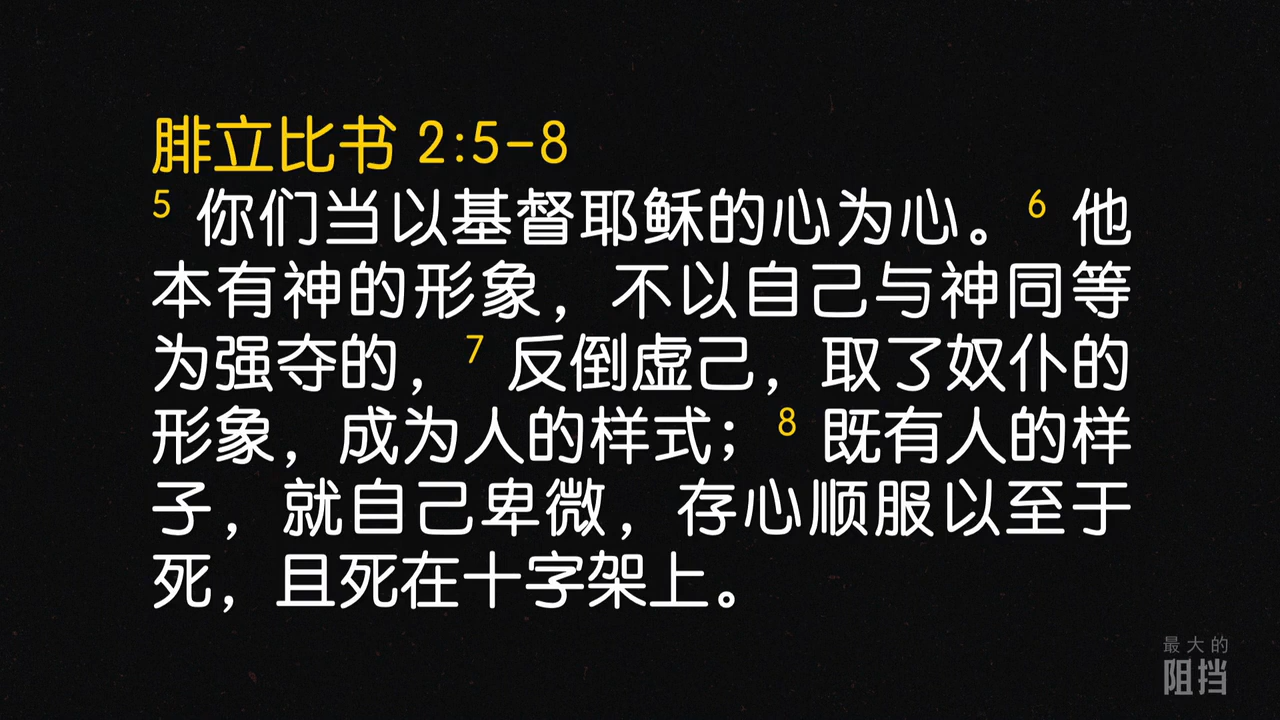 腓立比书 2:5-8
5 你们当以基督耶稣的心为心。 6 他
本有神的形象，不以自己与神同等
为强夺的，7 反倒虚己，取了奴仆的
形象，成为人的样式；8 既有人的样
子，就自己卑微，存心顺服以至于
死，且死在十字架上。
最大的
阻挡